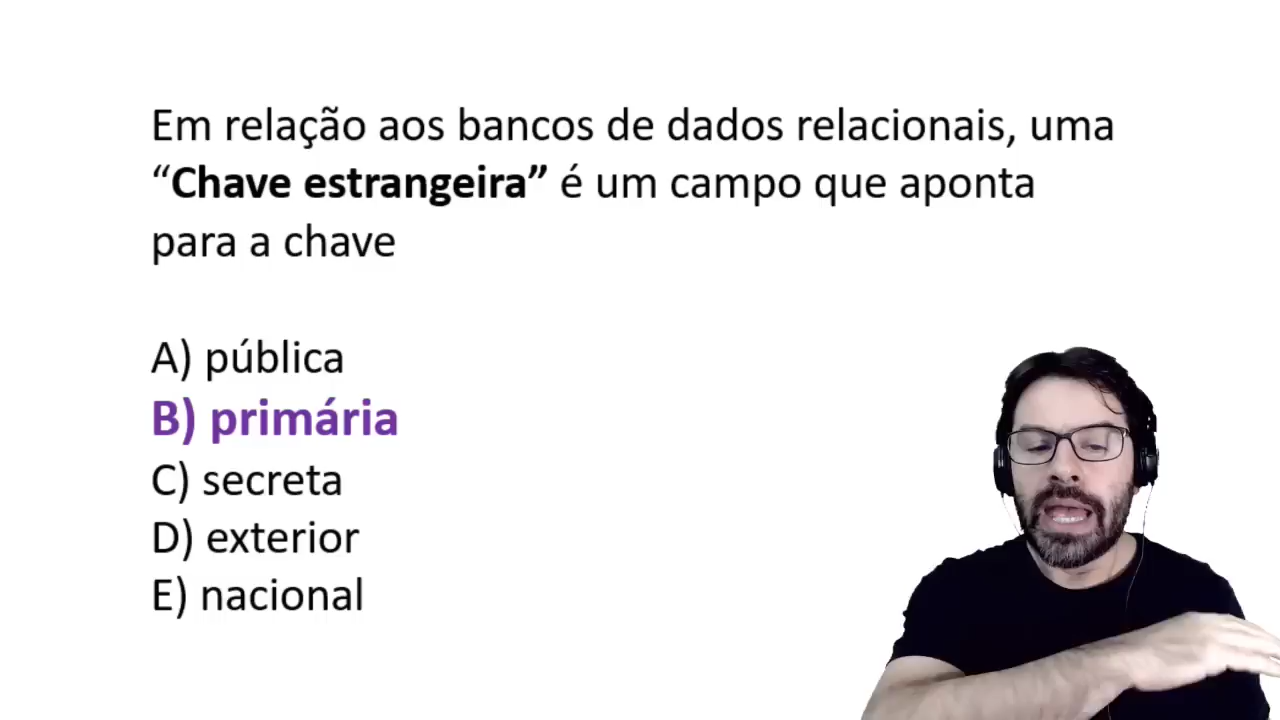 Em relação aos bancos de dados relacionais, uma
“Chave estrangeira” é um campo que aponta
para a chave
A) pública
B) primária
C) secreta
D) exterior
E) nacional